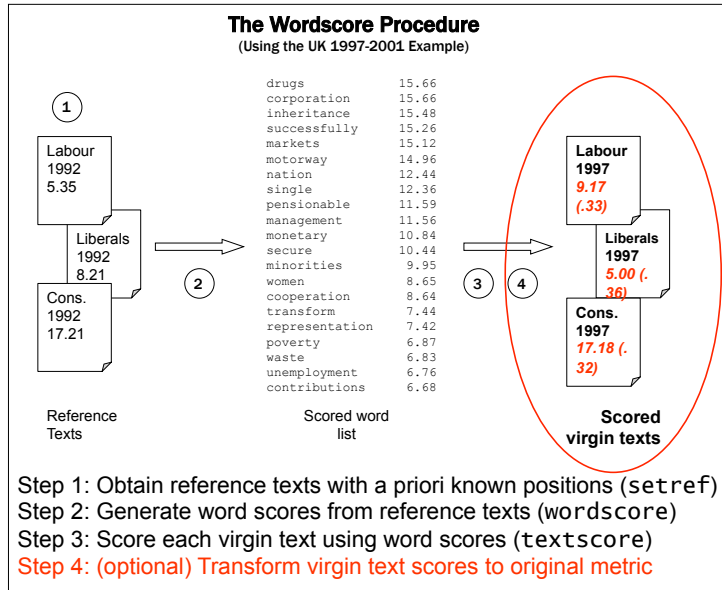 The Wordscore Procedure
(Using the UK 1997-2001 Example)
1
Labour
1992
5.35
Liberals
1992
8.21
Cons.
1992
17.21
Reference
Texts
2
drugs 15.66
corporation 15.66
inheritance 15.48
successfully 15.26
markets 15.12
motorway 14.96
nation 12.44
single 12.36
pensionable 11.59
management 11.56
monetary 10.84
secure 10.44
minorities 9.95
women 8.65
cooperation 8.64
transform 7.44
representation 7.42
poverty 6.87
waste 6.83
unemployment 6.76
contributions 6.68
Scored word
list
3 4
Labour
1997
9.17
(.33)
Liberals
1997
5.00 (.
36)
Cons.
1997
17.18 (.
32)
Scored
virgin texts
Step 1: Obtain reference texts with a priori known positions (setref)
Step 2: Generate word scores from reference texts (wordscore)
Step 3: Score each virgin text using word scores (textscore)
Step 4: (optional) Transform virgin text scores to original metric